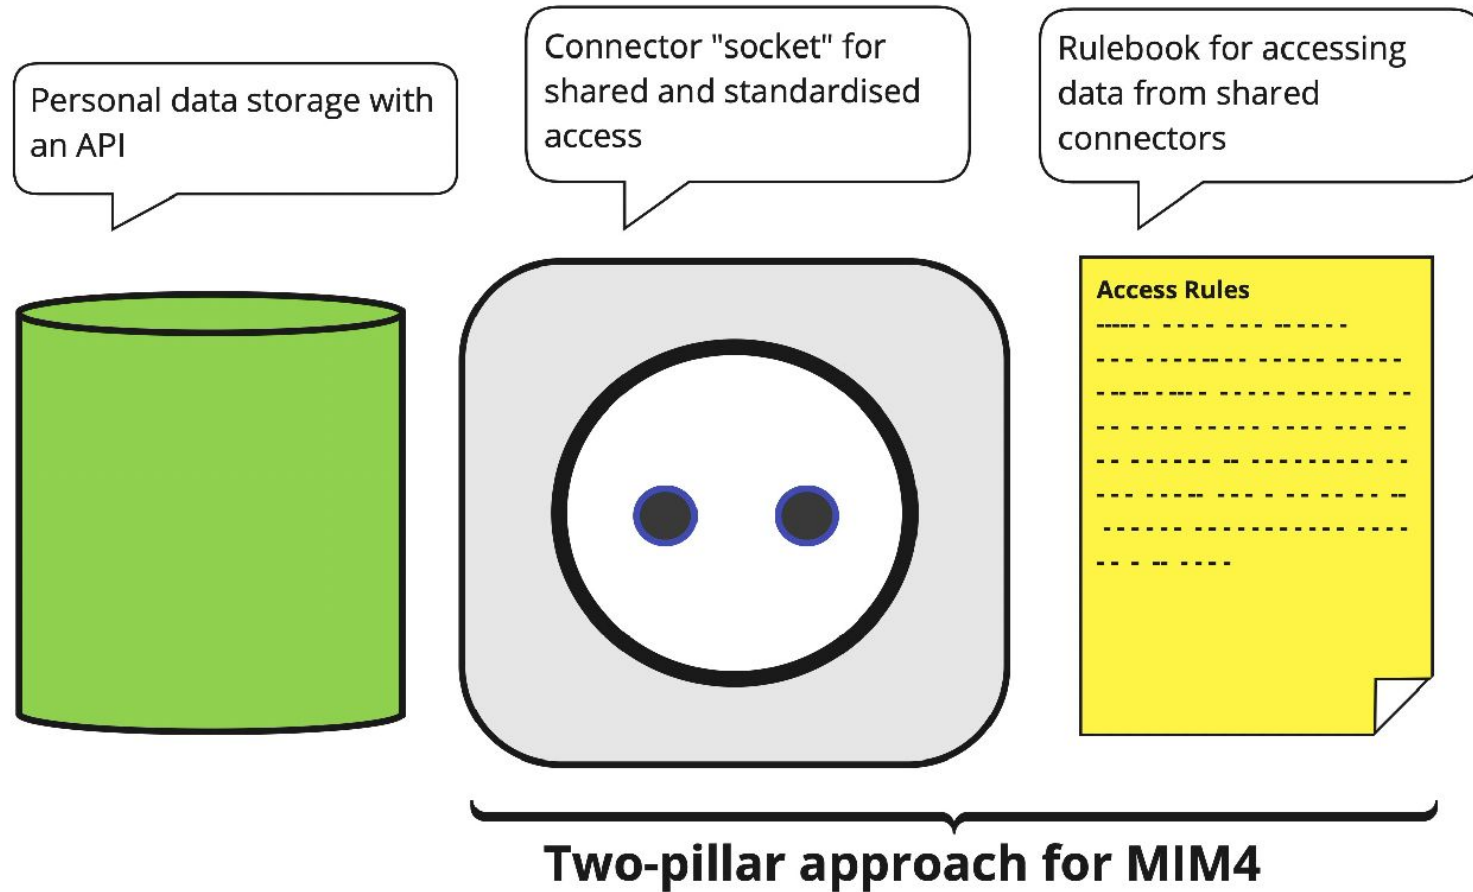 Personal data storage with
an API
Connector "socket" for
shared and standardised
access
Rulebook for accessing
data from shared
connectors
Access Rules
Two-pillar approach for MIM4